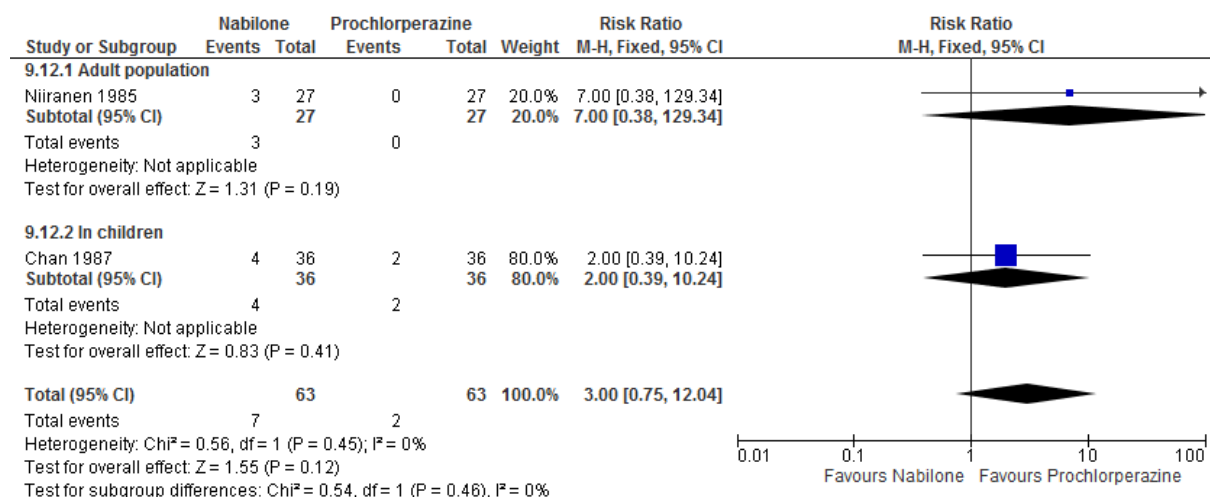 Nabilone Prochlorperazine Risk Ratio Risk Ratio
Study or Subgroup Events Total Events Total Weight M-H, Fixed, 95% CI M-H, Fixed, 95% CI
9.12.1 Adult population
Niiranen 1985 3 27 0 27 20.0% 7.00 [0.38, 129.34]
Subtotal (95% CI) 27 27 20.0% 7.00 [0.38, 129.34]
Total events 3 0
Heterogeneity: Not applicable
Test for overall effect: Z = 1.31 (P = 0.19)
9.12.2 In children
Chan 1987 4 36 2 36 80.0% 2.00 [0.39, 10.24]
Subtotal (95% CI) 36 36 80.0% 2.00 [0.39, 10.24]
Total events 4 2
Heterogeneity: Not applicable
Test for overall effect: Z = 0.83 (P = 0.41)
Total (95% CI) 63 63 100.0% 3.00 [0.75, 12.04]
Total events 7 2
Heterogeneity: Chi² = 0.56, df = 1 (P = 0.45); I² = 0%
Test for overall effect: Z = 1.55 (P = 0.12)
Test for subgroup differences: Chi² = 0.54, df = 1 (P = 0.46), I² = 0%
0.01 0.1 1 10 100
Favours Nabilone Favours Prochlorperazine